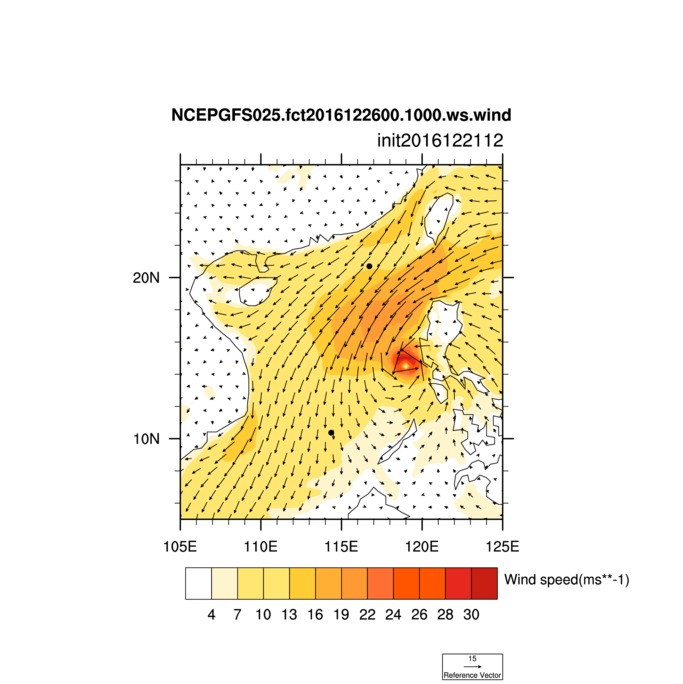 NCEPGFS025.fct2016122600.1000.ws.wind
init2016122112
20N
10N
105E 110E 115E 120E 125E
Wind speed(ms**-1)
4 7 10 13 16 19 22 24 26 28 30
15
Reference Vector